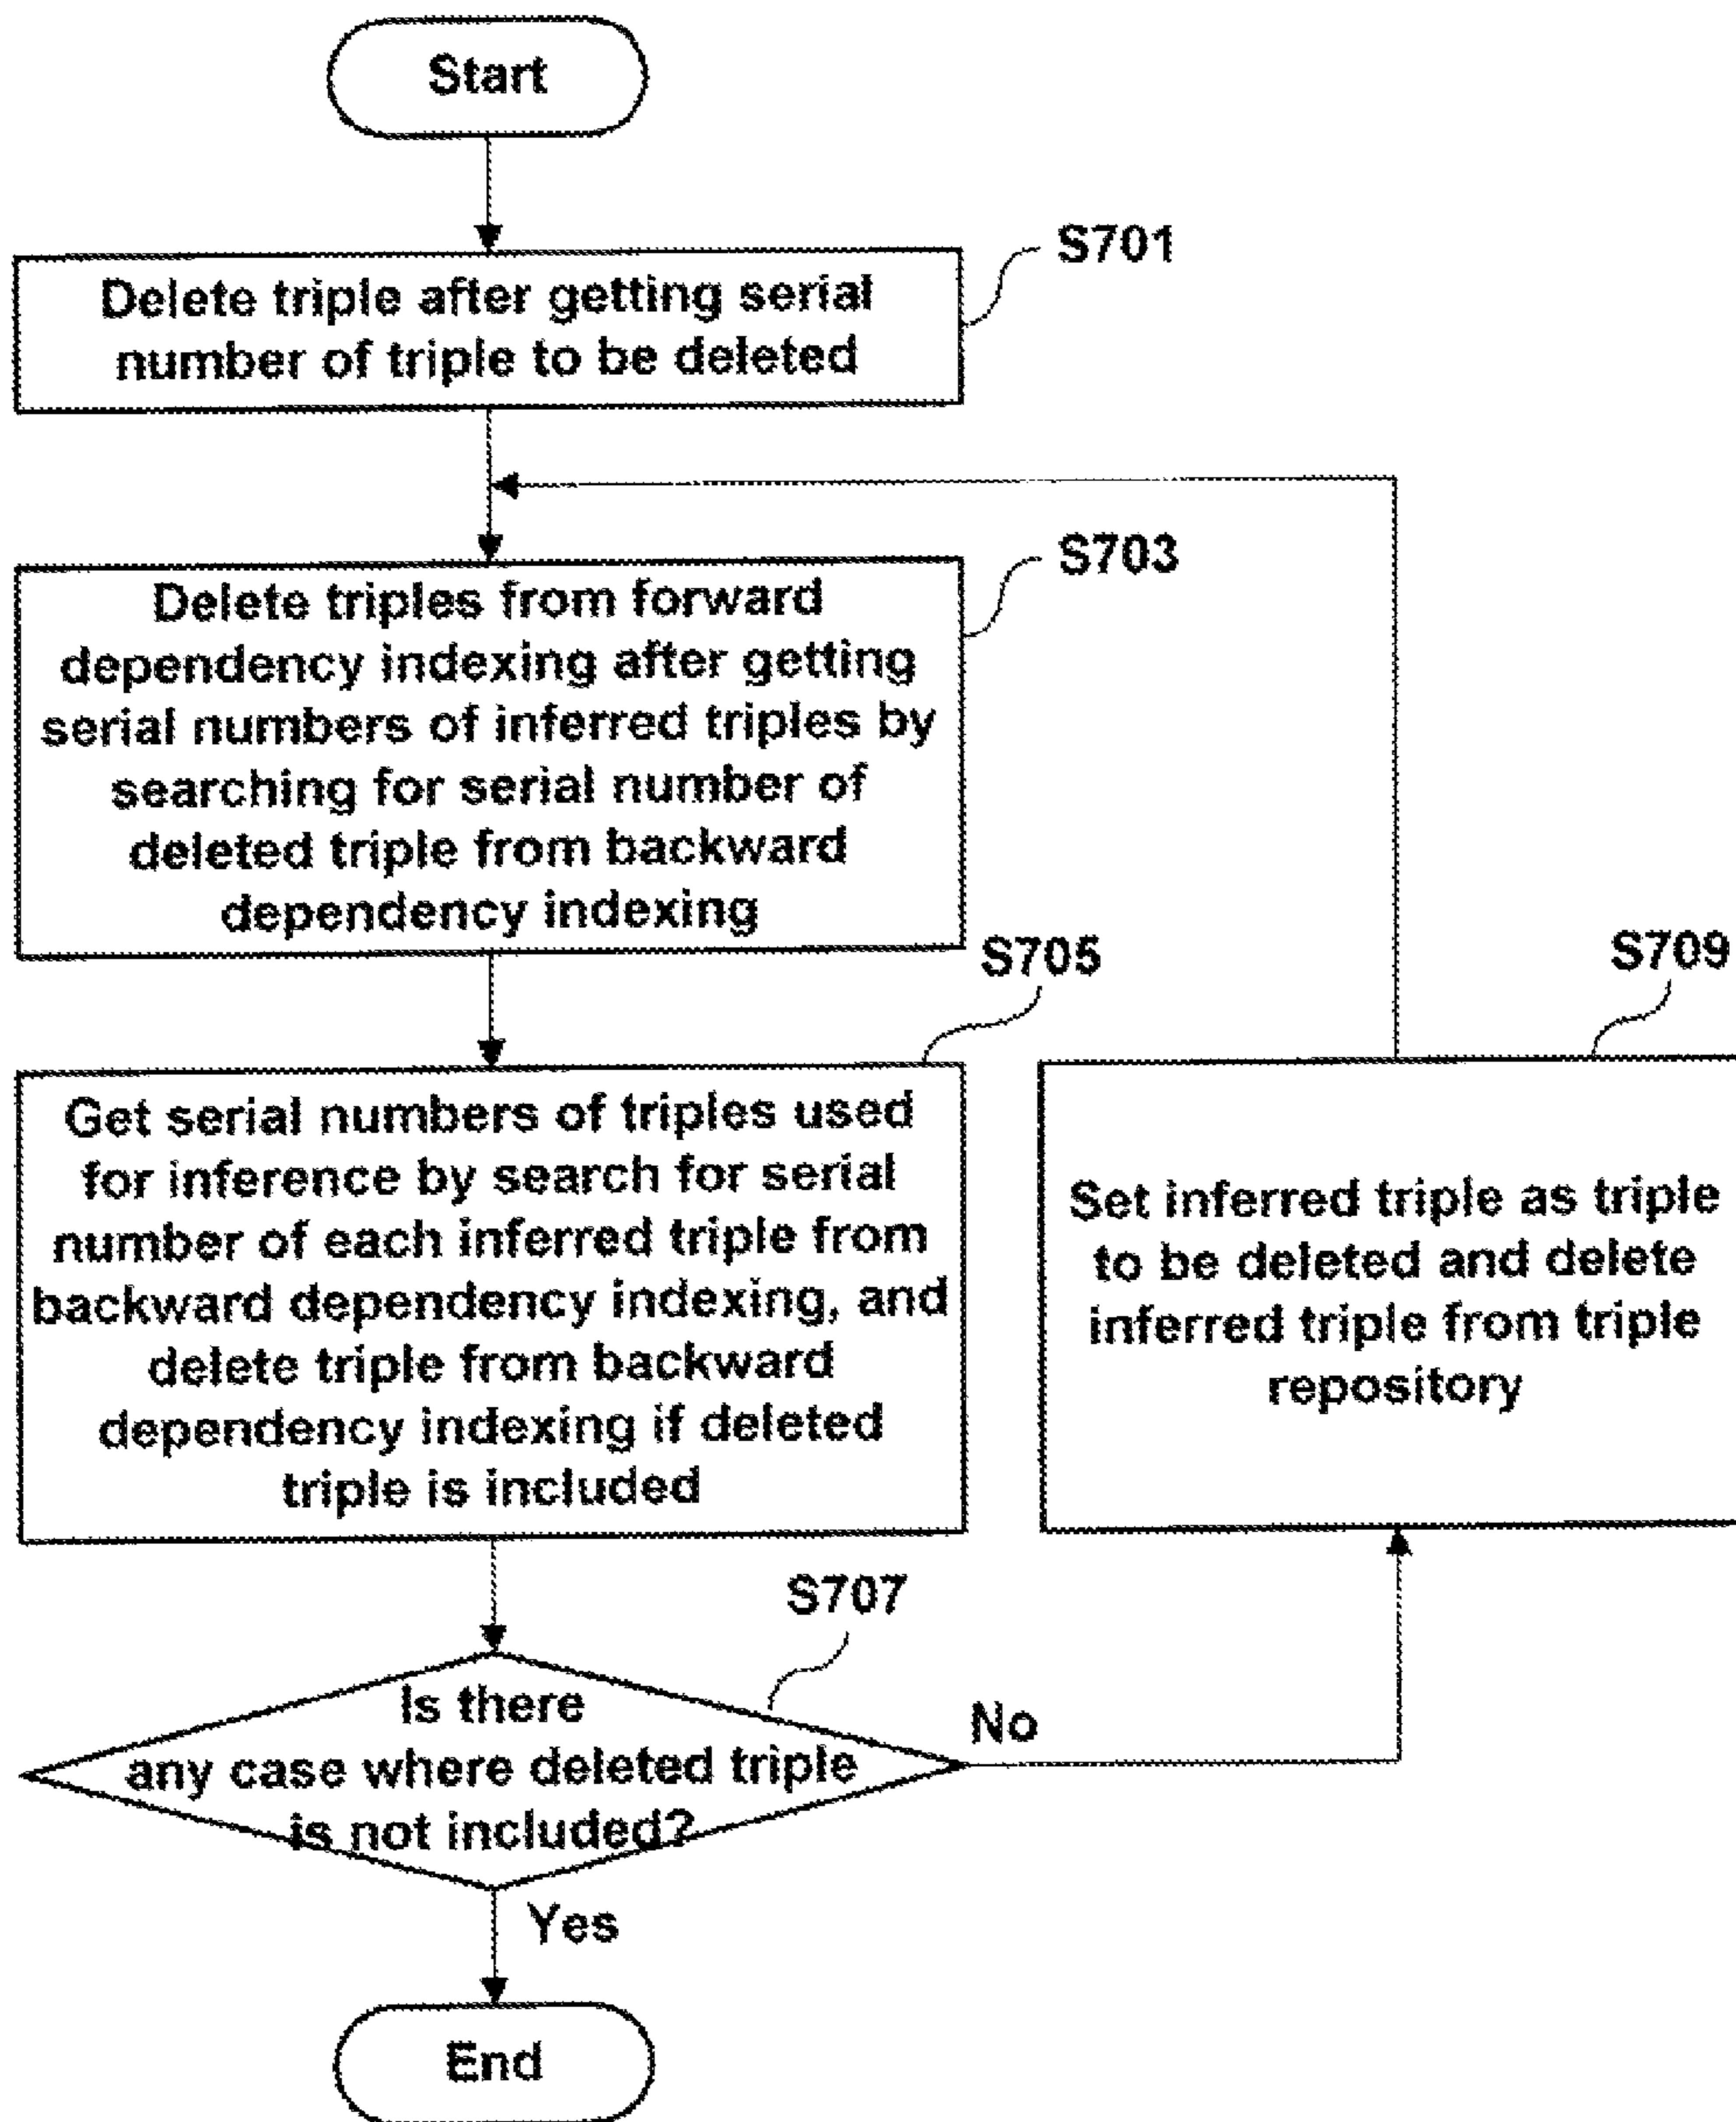 Start
S701
Delete triple after getting serial
number of triple to be deleted
S703
Delete triples from forward
dependency indexing after getting
serial numbers of inferred triples by
searching for serial number of
deleted triple from backward
dependency indexing
S705
S709
Get serial numbers of triples used
for inference by search for serial
number of each inferred triple from
backward dependency indexing, and
delete triple from backward
dependency indexing if deleted
triple is included
Set inferred triple as triple
to be deleted and delete
inferred triple from triple
repository
S707
Is there
any case where deleted triple
is not included?
No
Yes
End